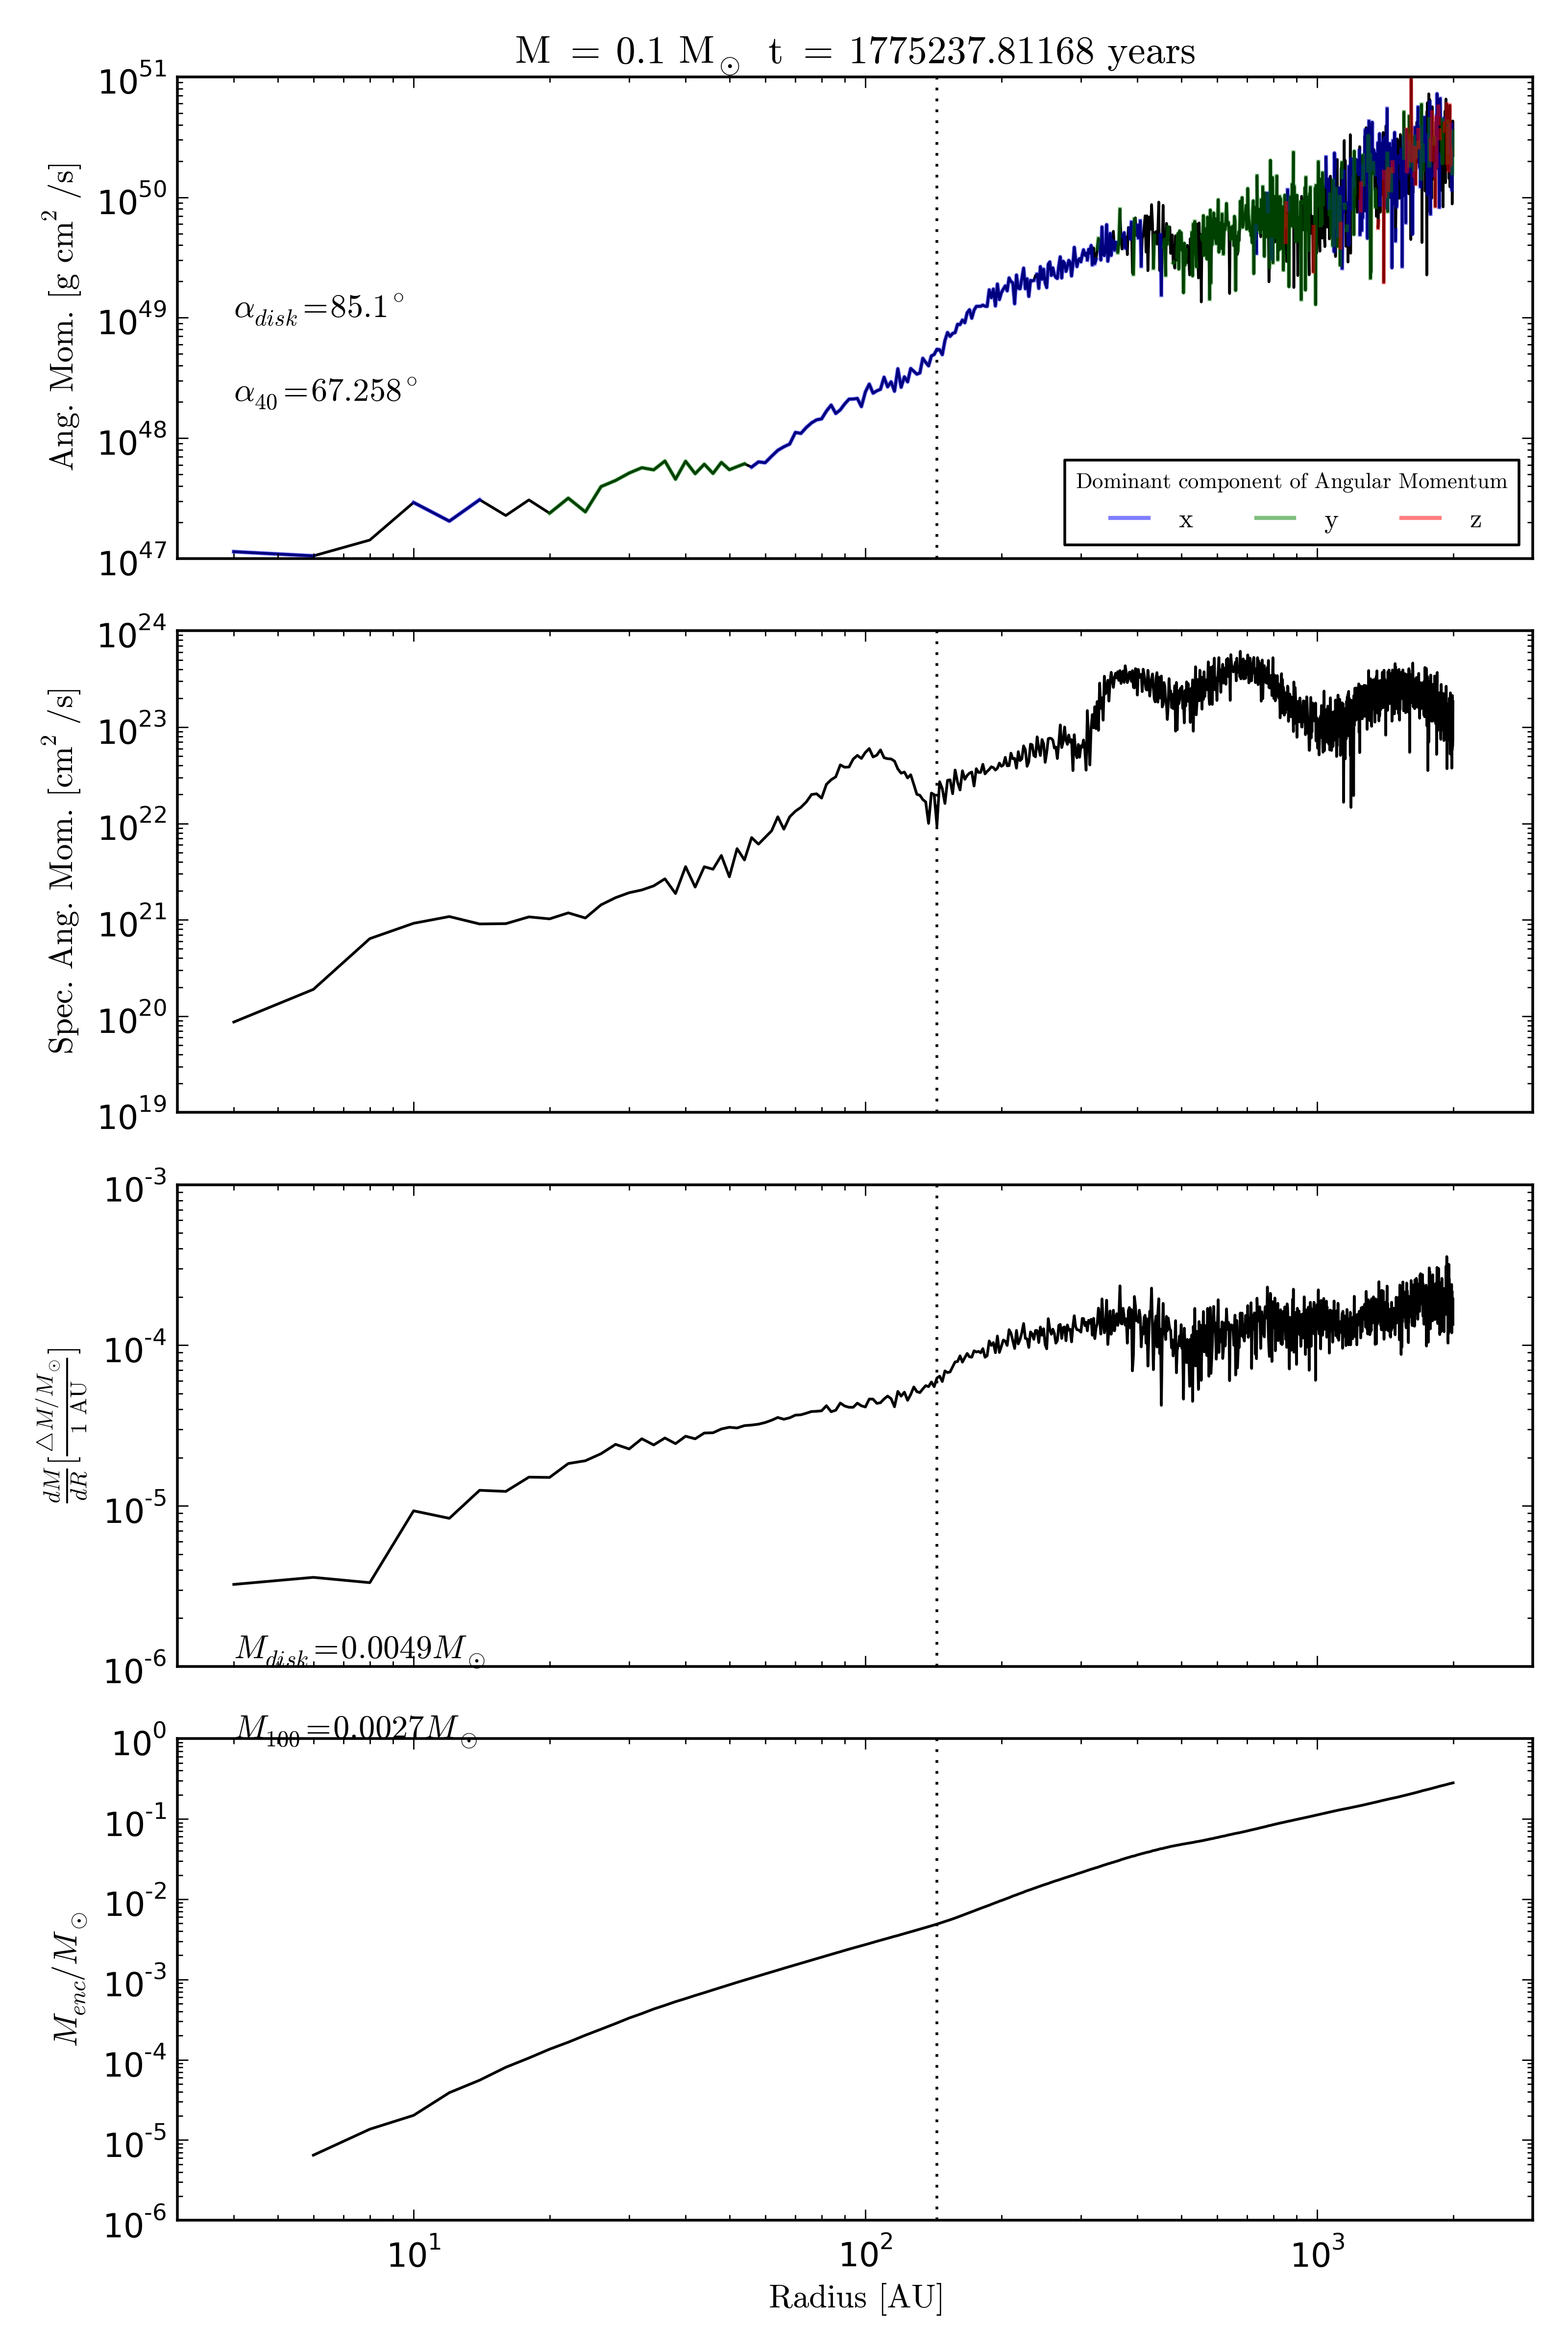 M = 0.1 M⊙ t = 1775237.81168 years
10^51
10^50
10^49
10^48
10^47
Ang. Mom. [g cm^2 /s]
α_disk=85.1°
α_40=67.258°
Dominant component of Angular Momentum
x y z
10^24
10^23
10^22
10^21
10^20
10^19
Spec. Ang. Mom. [cm^2 /s]
10^-3
10^-4
10^-5
10^-6
dM/dR [△M/M⊙ / 1 AU]
M_disk=0.0049M⊙
M_100=0.0027M⊙
10^0
10^-1
10^-2
10^-3
10^-4
10^-5
10^-6
M_enc/M⊙
10^1 10^2 10^3
Radius [AU]